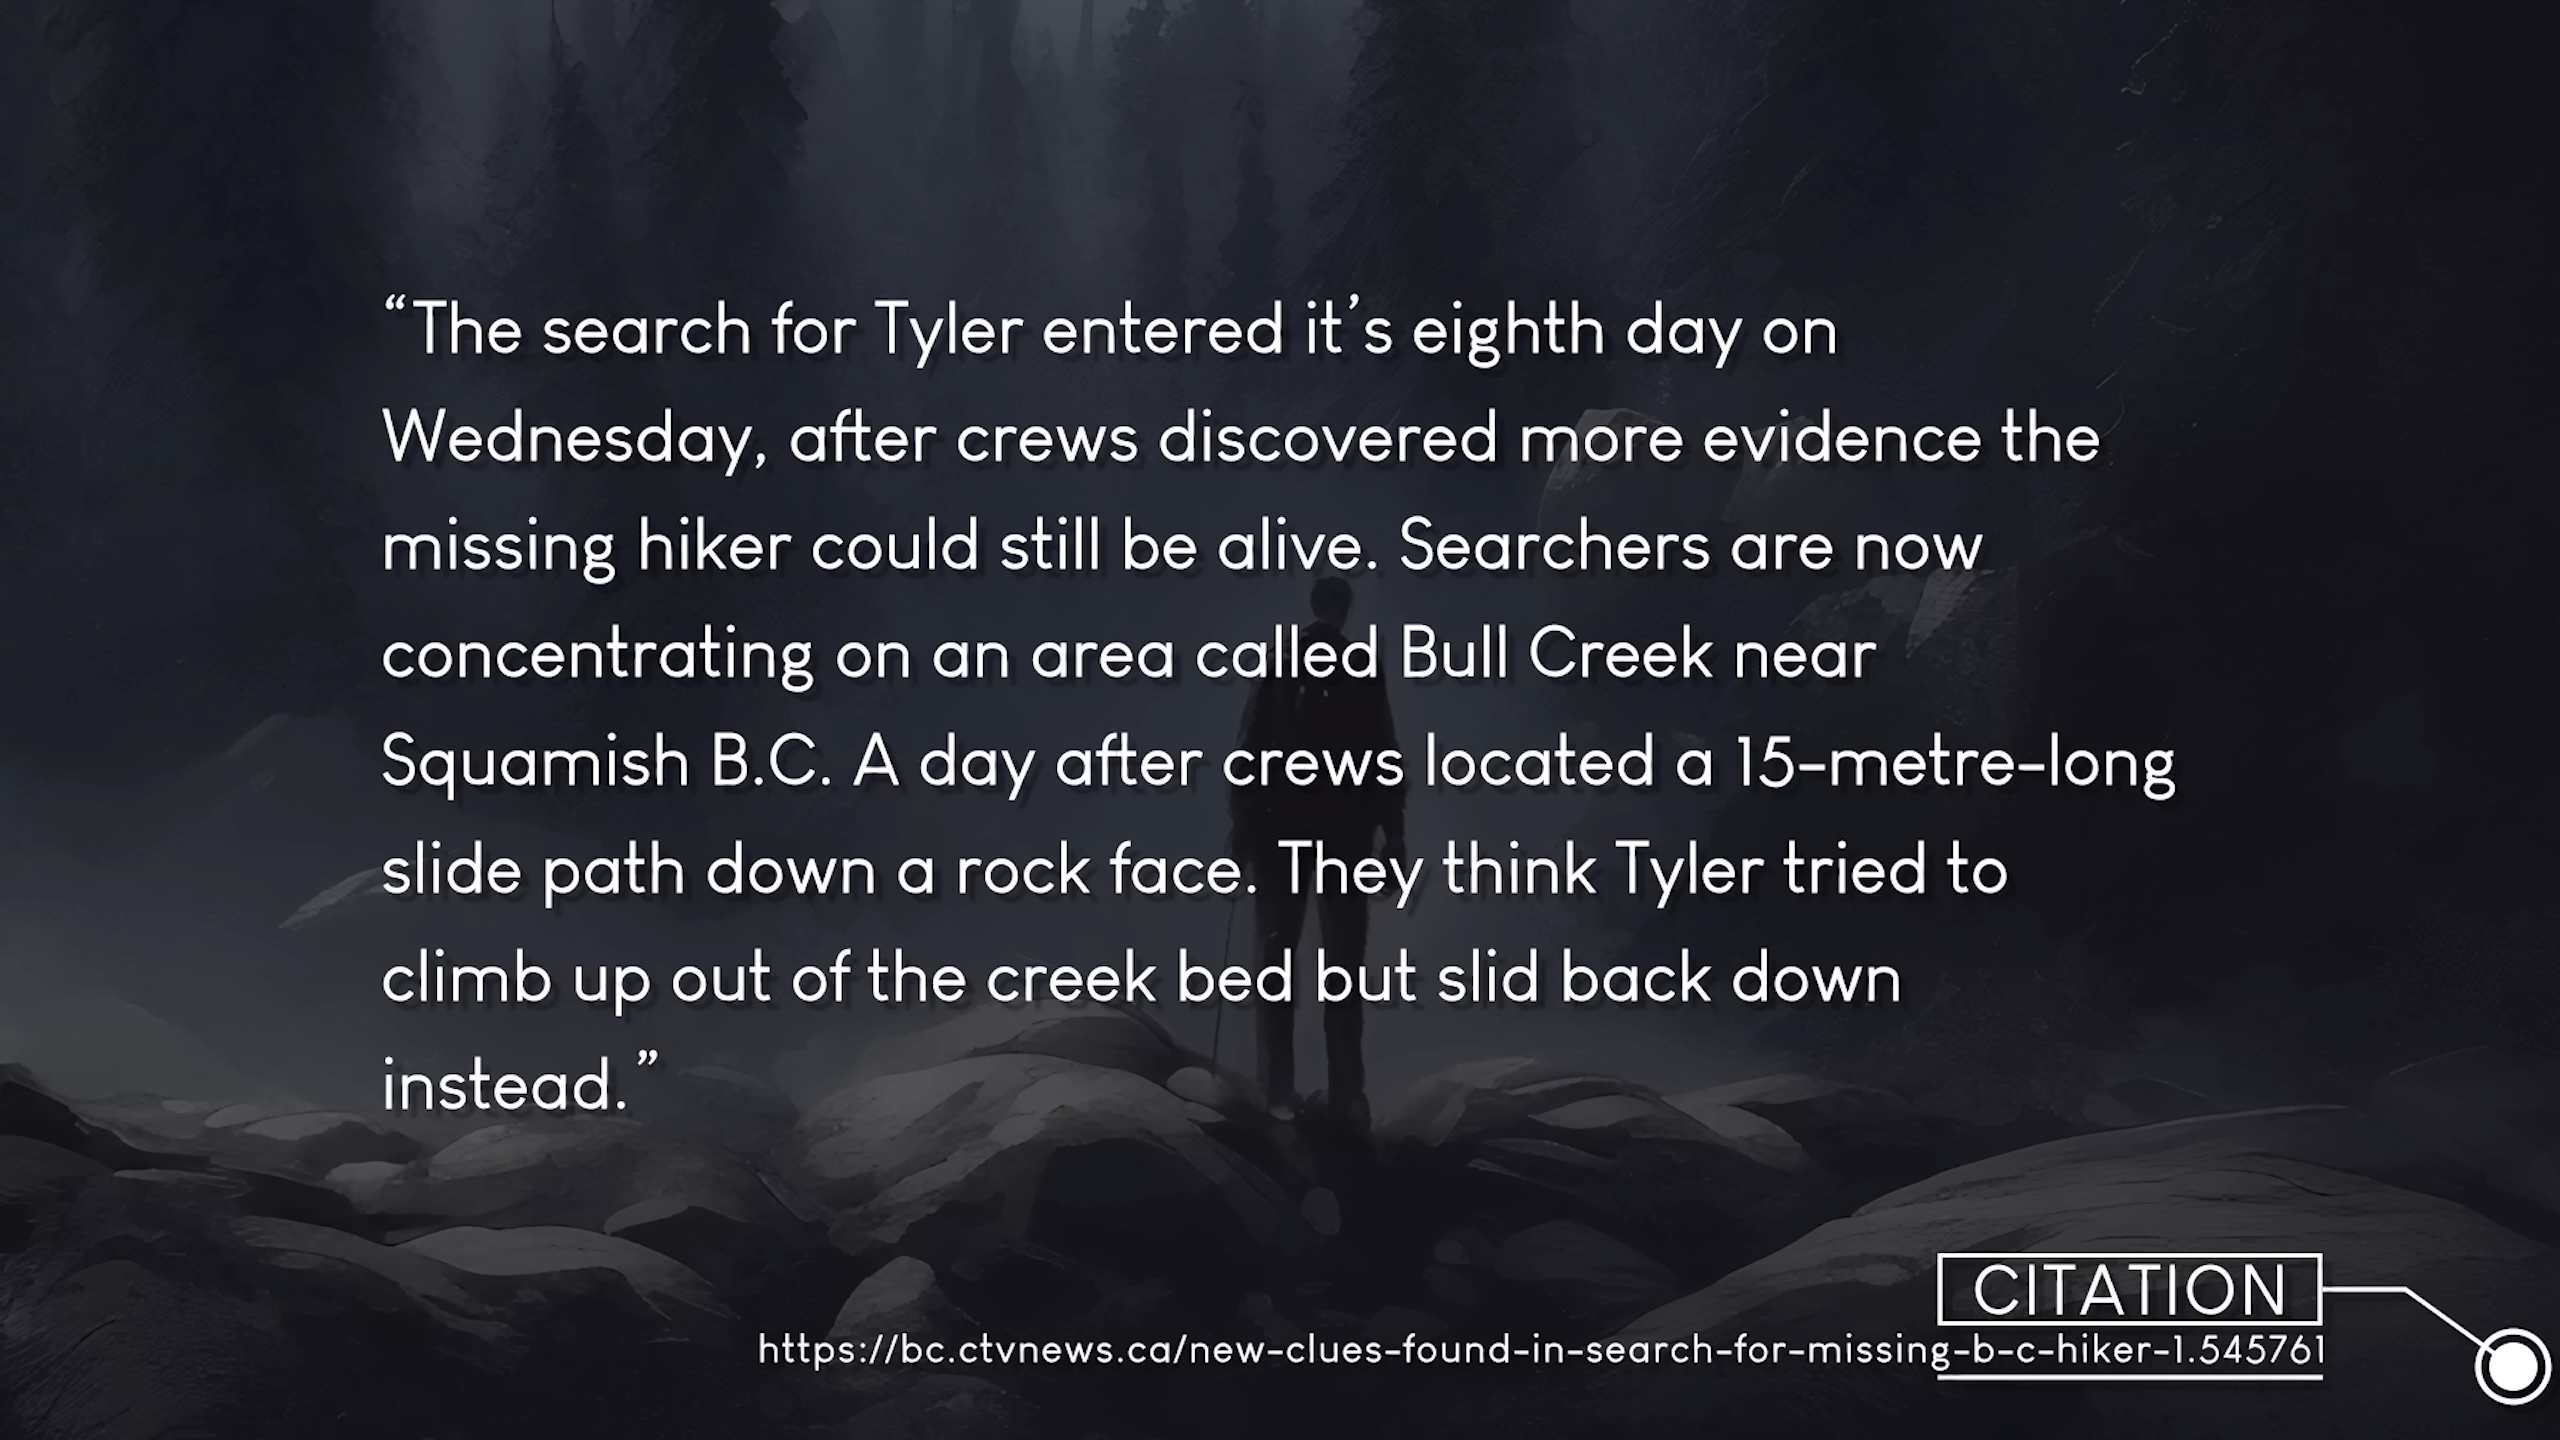 “The search for Tyler entered it’s eighth day on
Wednesday, after crews discovered more evidence the
missing hiker could still be alive. Searchers are now
concentrating on an area called Bull Creek near
Squamish B.C. A day after crews located a 15-metre-long
slide path down a rock face. They think Tyler tried to
climb up out of the creek bed but slid back down
instead.”
CITATION
https://bc.ctvnews.ca/new-clues-found-in-search-for-missing-b-c-hiker-1.545761